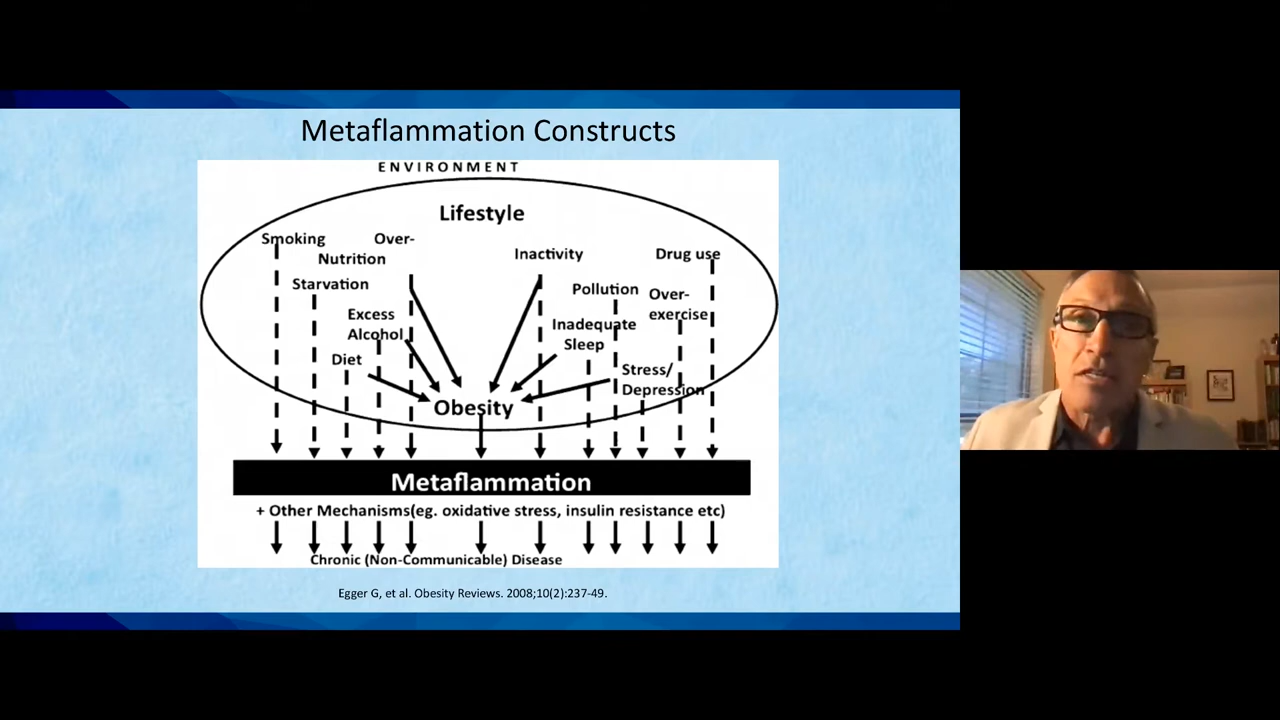 Metaflammation Constructs
ENVIRONMENT
Lifestyle
Smoking
Over-
Nutrition
Inactivity
Drug use
Starvation
Pollution
Over-
exercise
Excess
Alcohol
Inadequate
Sleep
Diet
Stress/
Depression
Obesity
Metaflammation
+ Other Mechanisms(eg. oxidative stress, insulin resistance etc)
Chronic (Non-Communicable) Disease
Egger G, et al. Obesity Reviews. 2008;10(2):237-49.